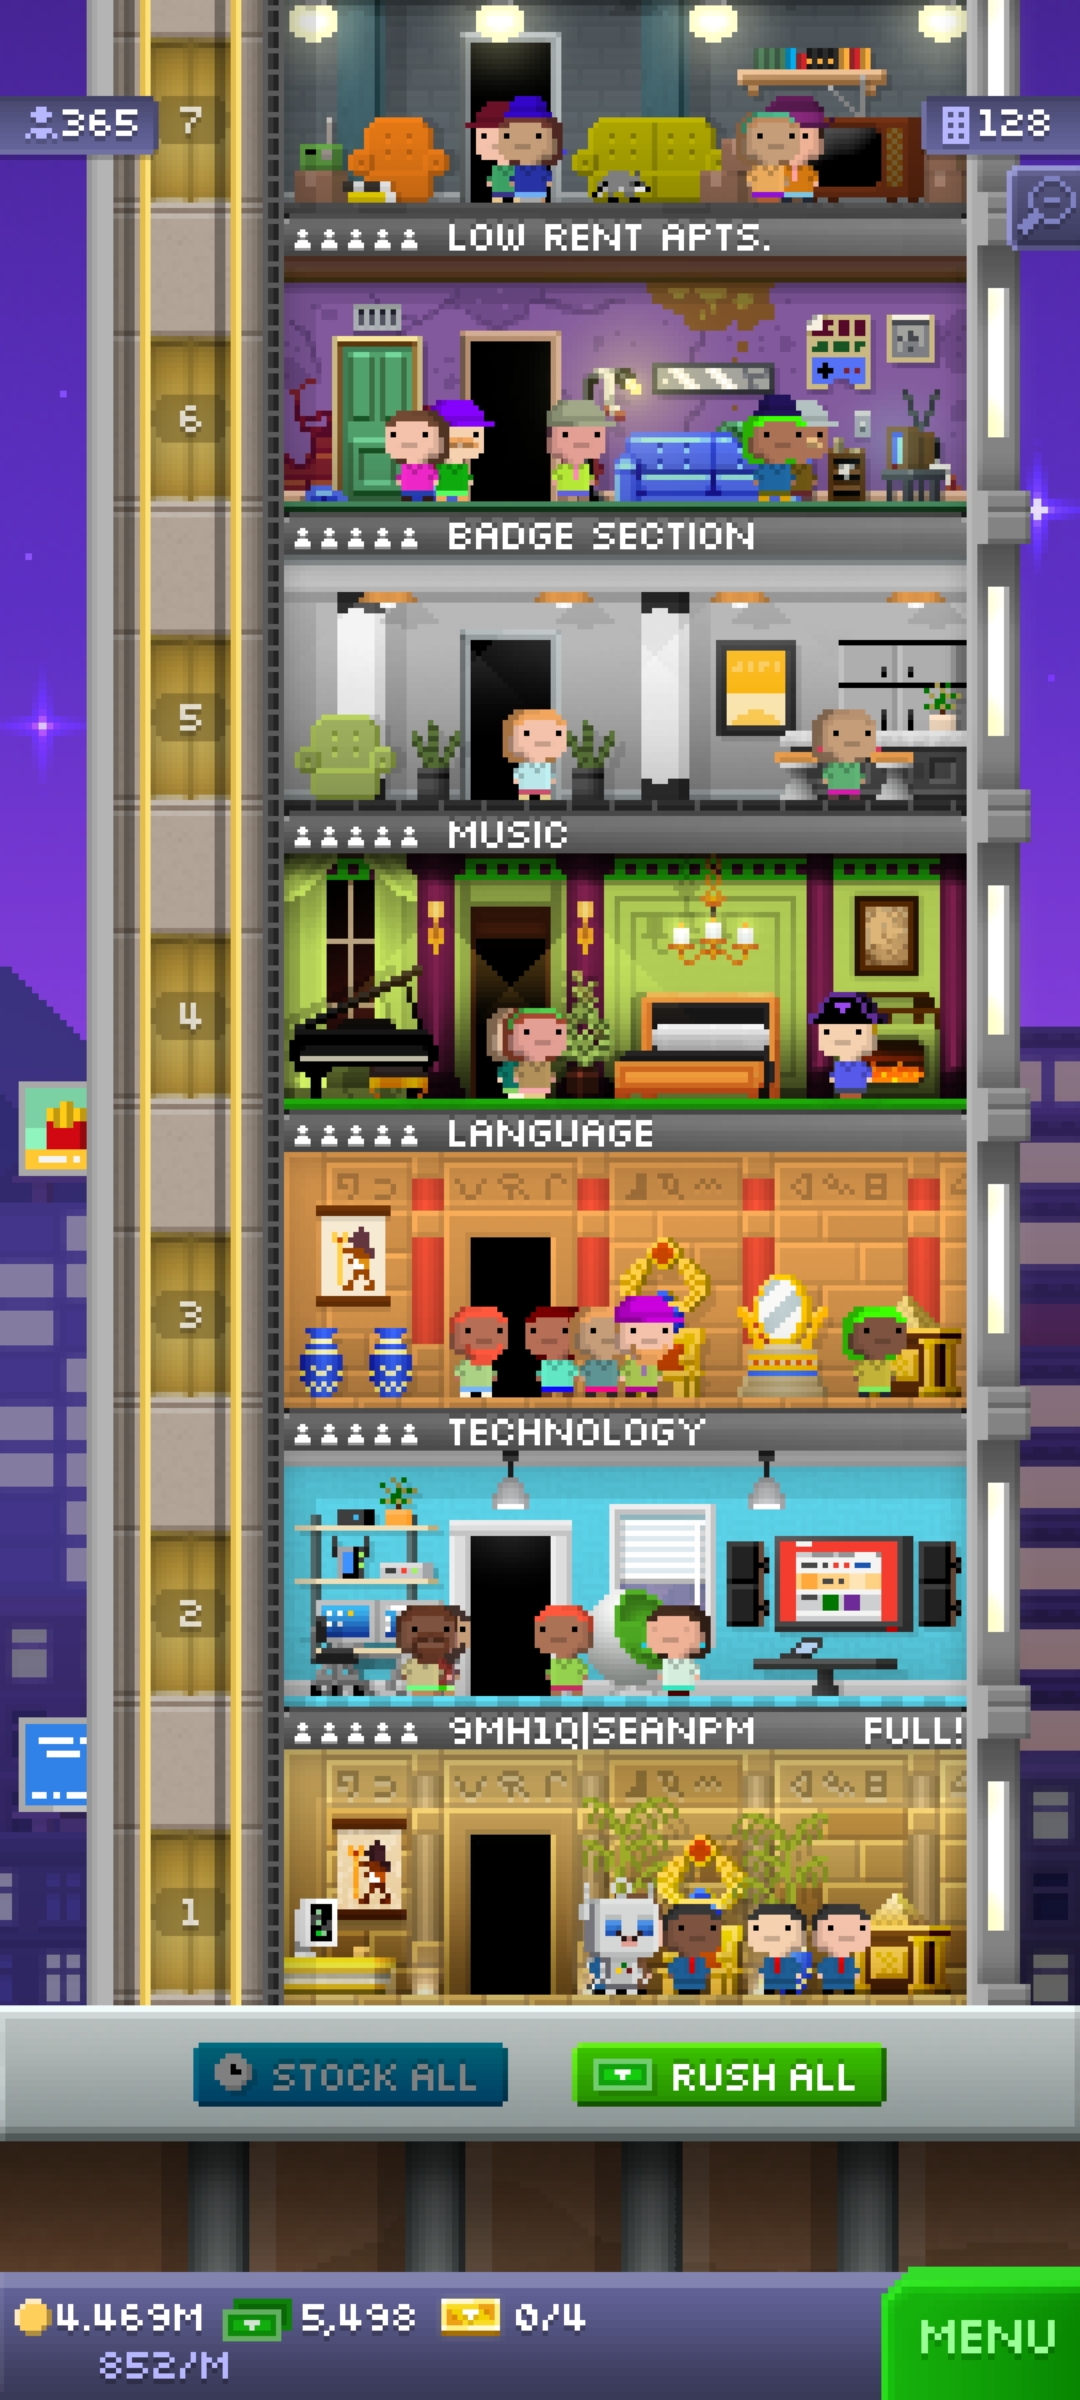 365
7
128
LOW RENT APTS.
6
BADGE SECTION
5
MUSIC
4
LANGUAGE
3
TECHNOLOGY
2
9MH1Q|SEANPM FULL!
1
STOCK ALL
RUSH ALL
4.469M 5,498 0/4
852/M
MENU